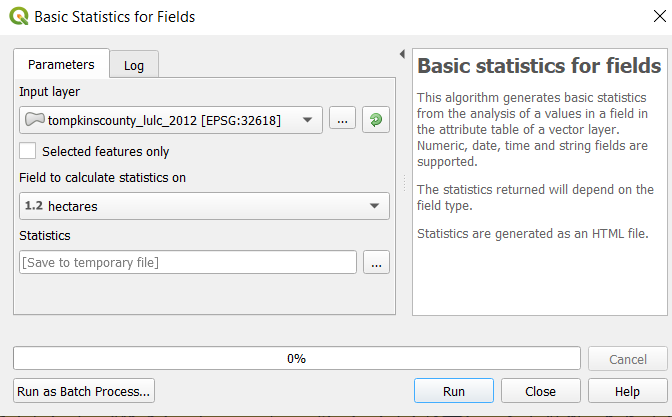 Basic Statistics for Fields
Parameters
Log
Input layer
tompkinscounty_lulc_2012 [EPSG:32618]
...
Selected features only
Field to calculate statistics on
1.2 hectares
Statistics
[Save to temporary file]
...
Basic statistics for fields
This algorithm generates basic statistics
from the analysis of a values in a field in
the attribute table of a vector layer.
Numeric, date, time and string fields are
supported.
The statistics returned will depend on the
field type.
Statistics are generated as an HTML file.
0%
Cancel
Run as Batch Process...
Run
Close
Help